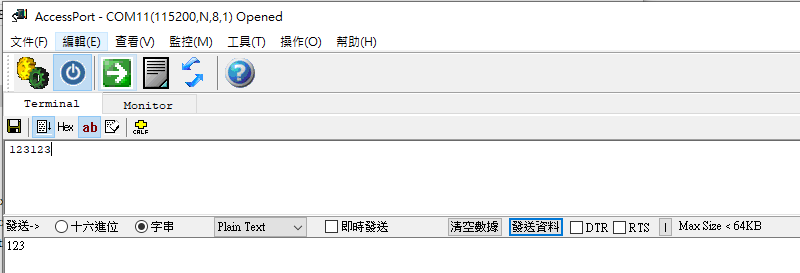 AccessPort - COM11(115200,N,8,1) Opened
文件(F) 編輯(E) 查看(V) 監控(M) 工具(T) 操作(O) 幫助(H)
Terminal Monitor
Hex ab CRLF
123123
發送-> 十六進位 字串 Plain Text 即時發送 清空數據 發送資料 DTR RTS Max Size < 64KB
123